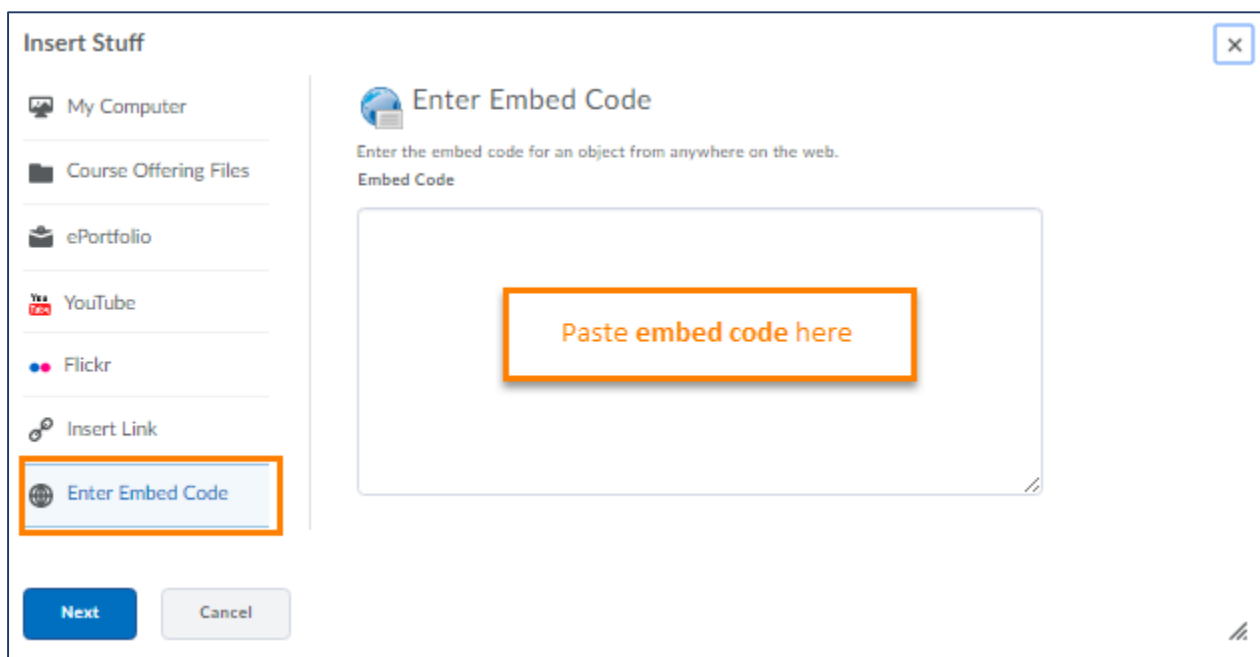 Insert Stuff
My Computer
Course Offering Files
ePortfolio
You
Tube
YouTube
Flickr
Insert Link
Enter Embed Code
Enter Embed Code
Enter the embed code for an object from anywhere on the web.
Embed Code
Paste embed code here
Next
Cancel